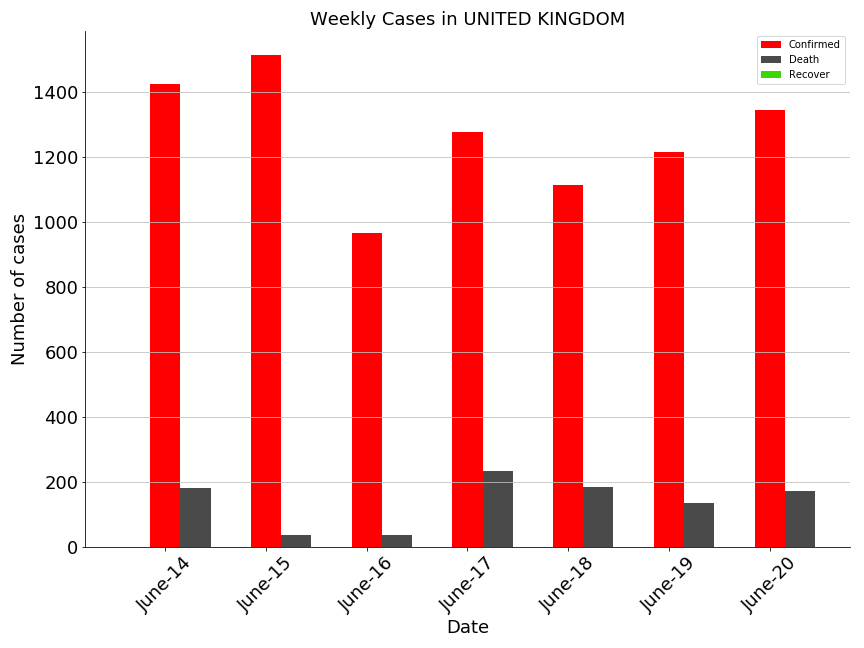 Weekly Cases in UNITED KINGDOM
Confirmed
Death
Recover
Number of cases
1400
1200
1000
800
600
400
200
0
June-14
June-15
June-16
June-17
June-18
June-19
June-20
Date